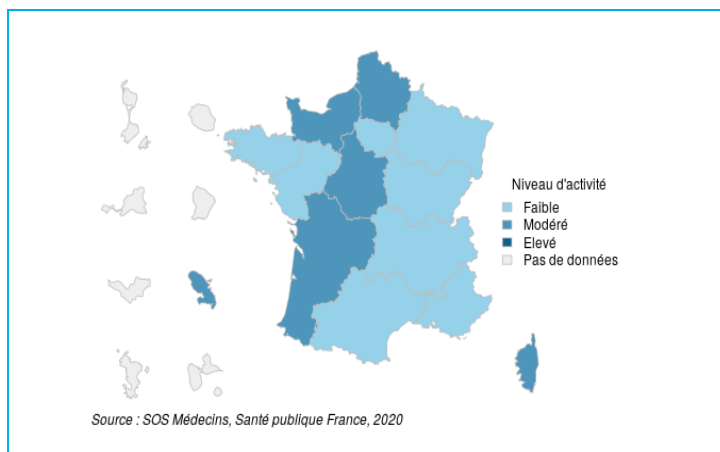 Niveau d'activité
Faible
Modéré
Elevé
Pas de données
Source : SOS Médecins, Santé publique France, 2020